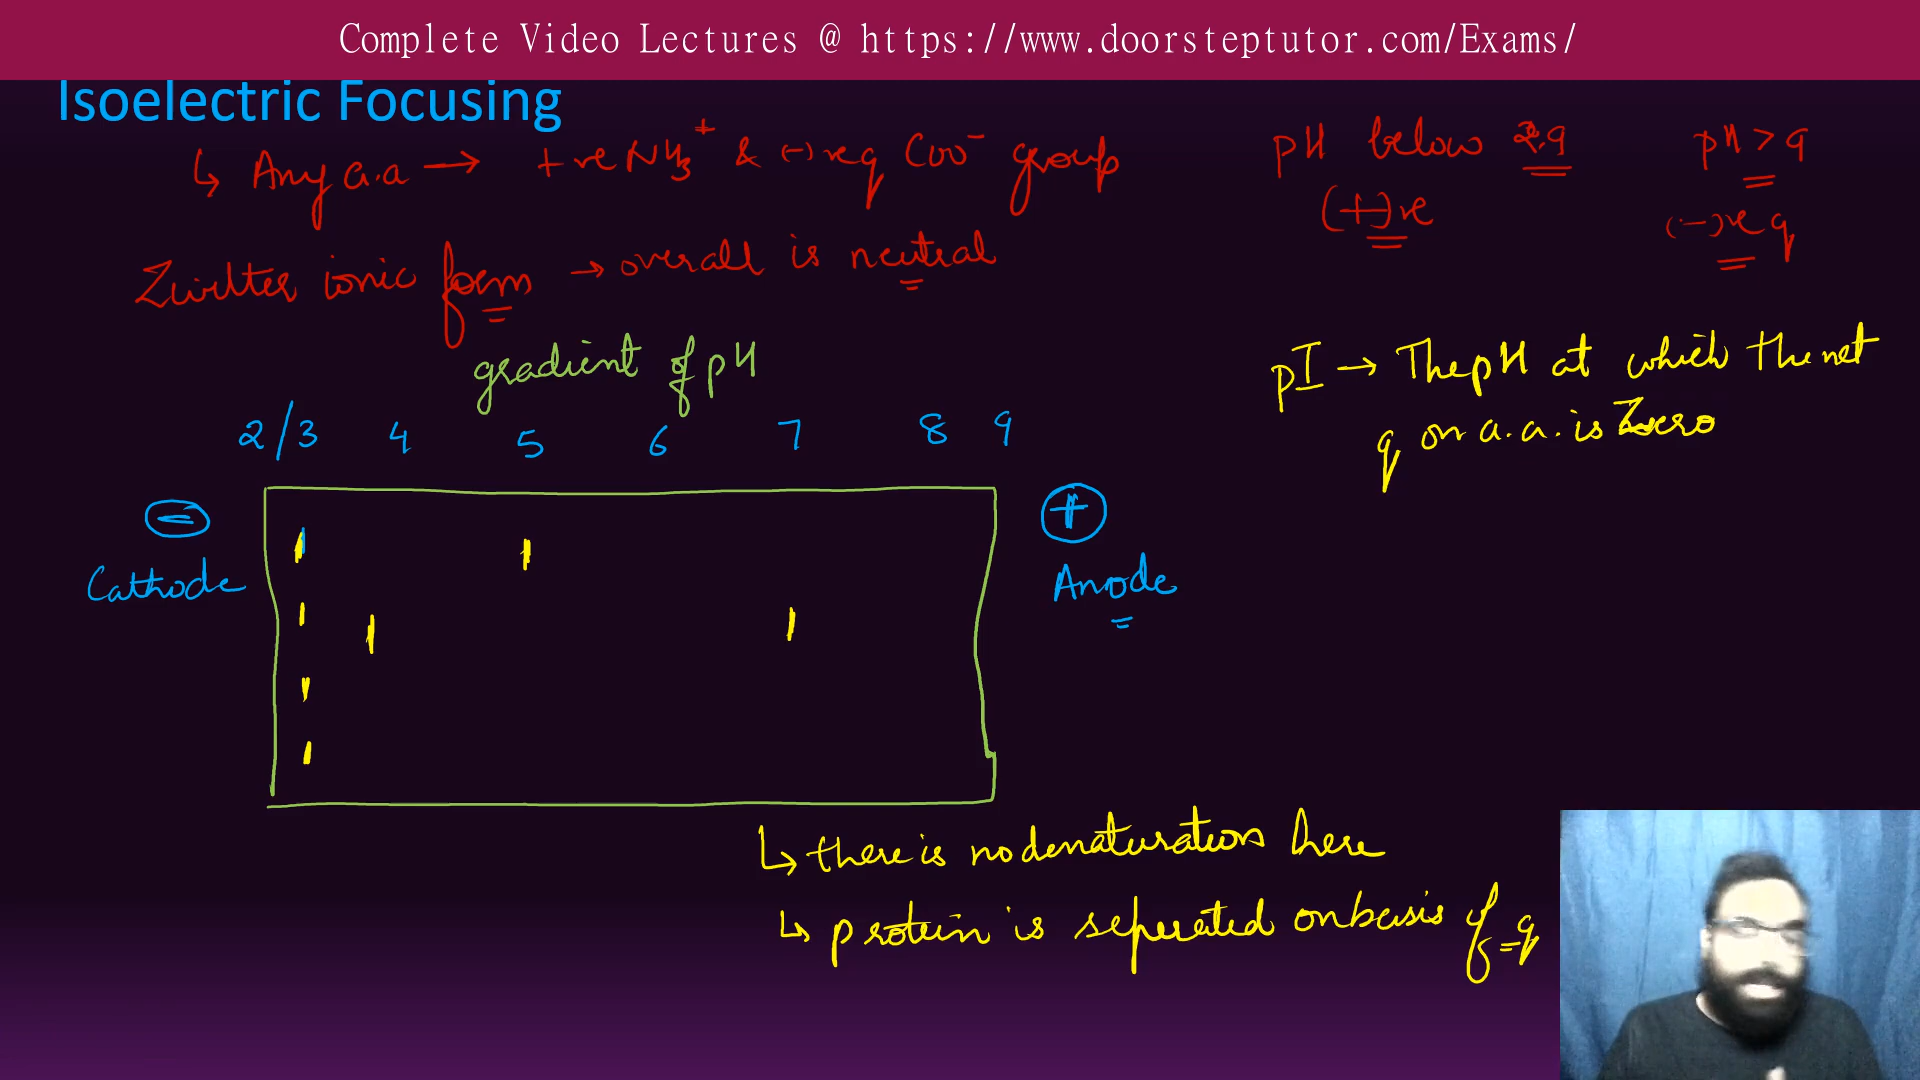 Complete Video Lectures @ https://www.doorsteptutor.com/Exams/
Isoelectric Focusing
↳ Any a.a → +ve NH3+ & (-)ve q COO- group
Zwitter ionic form → overall is neutral
pH below 2.9
(+)ve
pH > 9
(-)ve q
gradient of pH
pI → The pH at which the net
q on a.a. is Zero
2/3 4 5 6 7 8 9
- +
Cathode Anode
↳ there is no denaturation here
↳ protein is seperated on basis of q